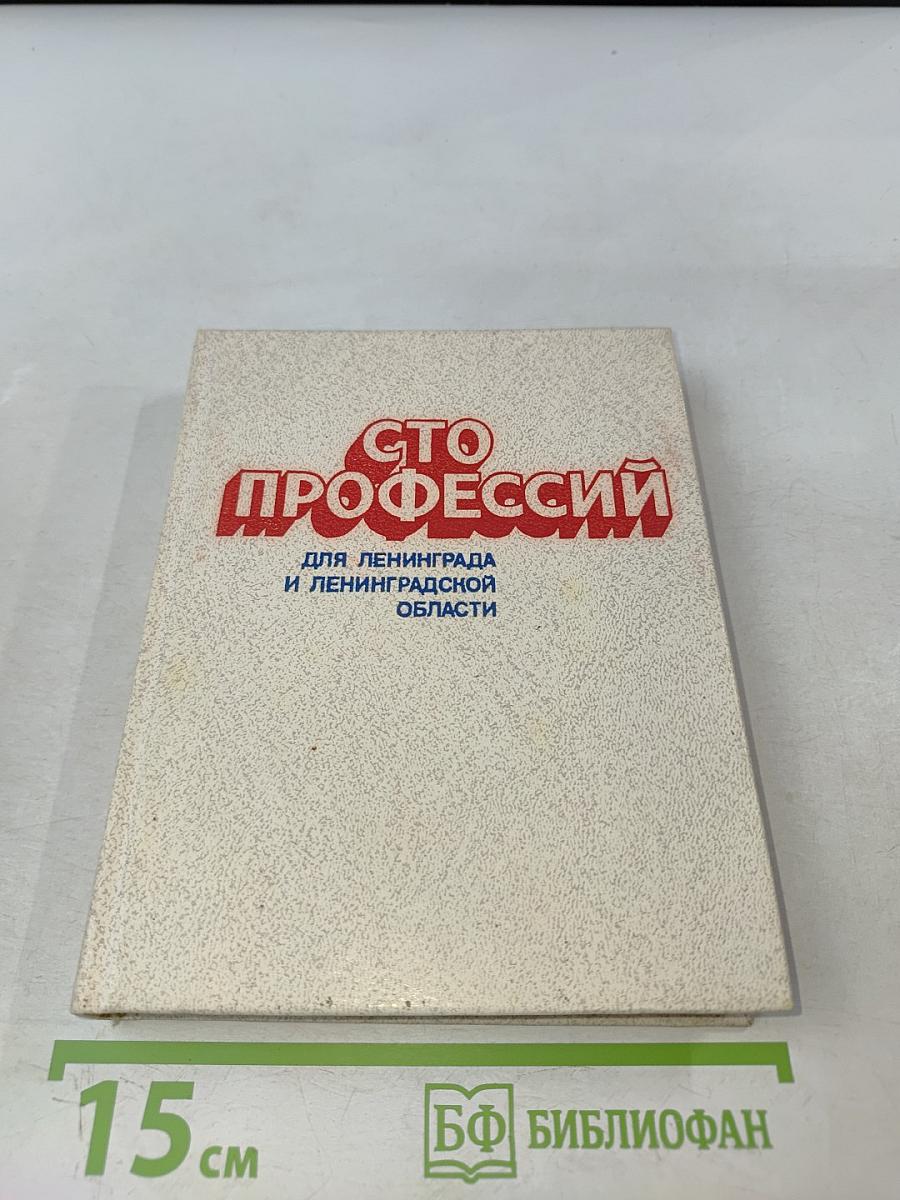 СТО
ПРОФЕССИЙ
ДЛЯ ЛЕНИНГРАДА
И ЛЕНИНГРАДСКОЙ
ОБЛАСТИ
15 см
БФ БИБЛИОФАН